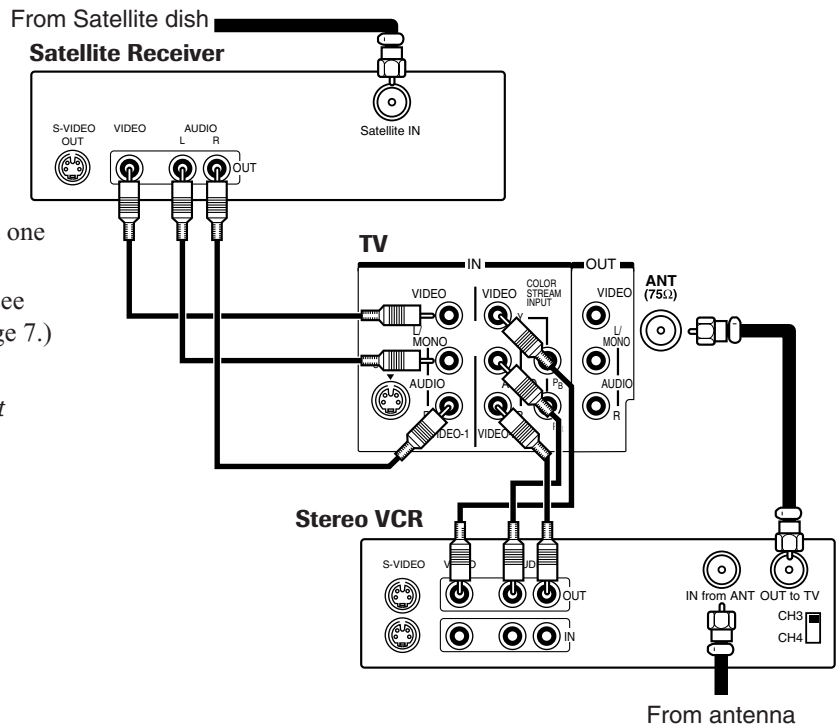 From Satellite dish
Satellite Receiver
S-VIDEO
OUT
VIDEO
AUDIO
L
R
OUT
Satellite IN
one
ee
ge 7.)
t
TV
IN
OUT
VIDEO
L/
MONO
AUDIO
VIDEO
COLOR
STREAM
INPUT
Y
PB
VIDEO
L/
MONO
AUDIO
R
ANT
(75Ω)
Stereo VCR
S-VIDEO
OUT
IN
IN from ANT
OUT to TV
CH3
CH4
From antenna